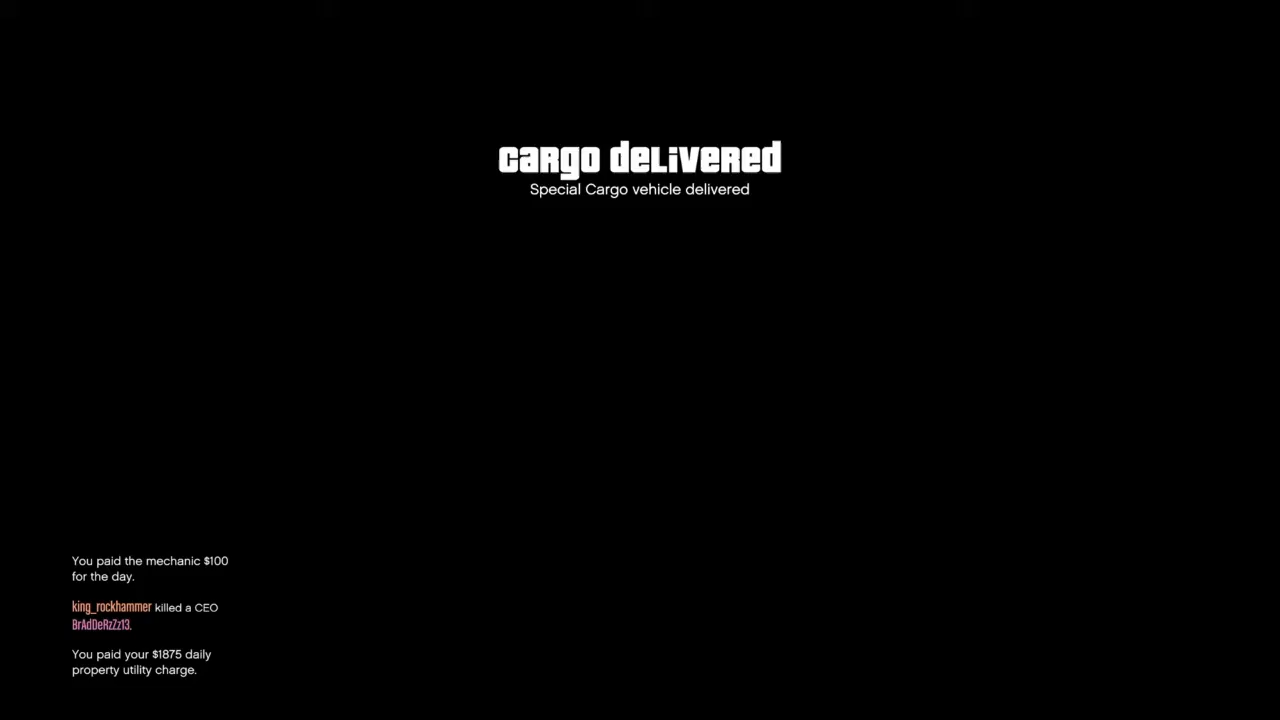 cargo delivered
Special Cargo vehicle delivered
You paid the mechanic $100
for the day.
king_rockhammer killed a CEO
BrAdDeRzZz13.
You paid your $1875 daily
property utility charge.